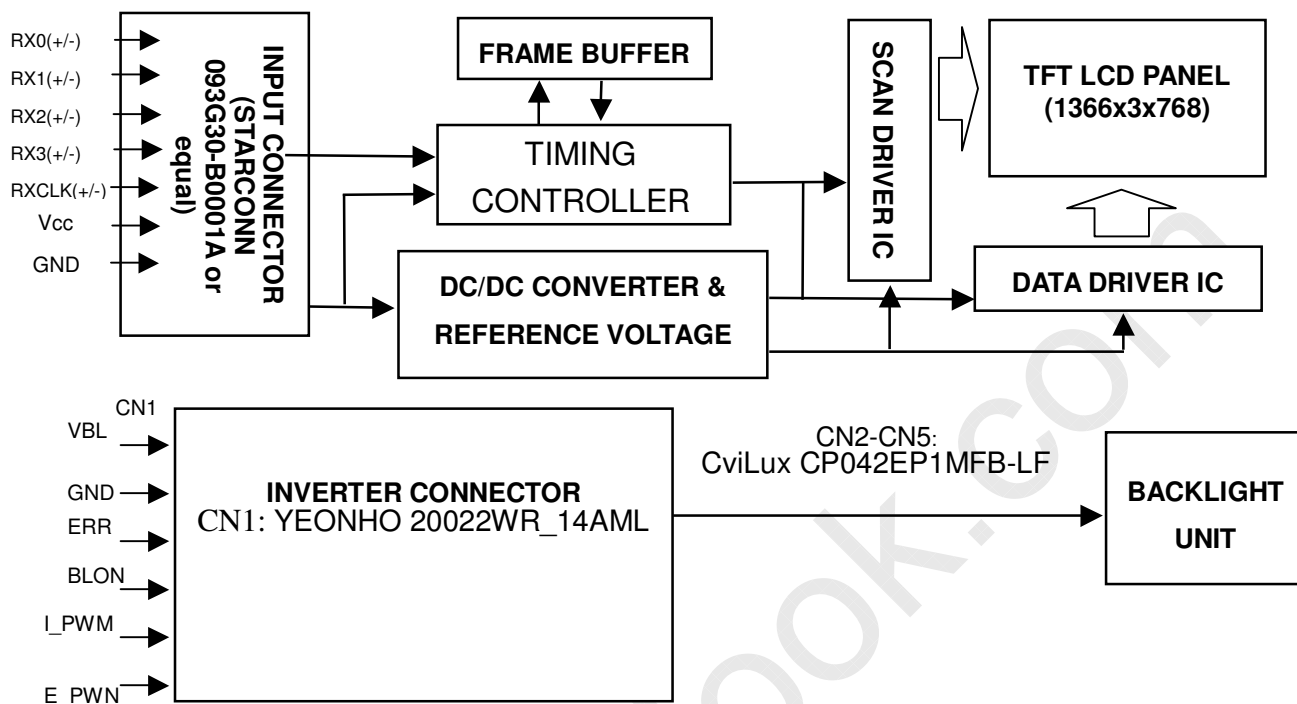 RX0(+/-)
RX1(+/-)
RX2(+/-)
RX3(+/-)
RXCLK(+/-)
Vcc
GND
INPUT CONNECTOR
(STARCONN
093G30-B0001A or
equal)
FRAME BUFFER
TIMING
CONTROLLER
DC/DC CONVERTER &
REFERENCE VOLTAGE
SCAN DRIVER IC
TFT LCD PANEL
(1366x3x768)
DATA DRIVER IC
CN1
VBL
GND
ERR
BLON
I_PWM
E_PWN
INVERTER CONNECTOR
CN1: YEONHO 20022WR_14AML
CN2-CN5:
CviLux CP042EP1MFB-LF
BACKLIGHT
UNIT
ok.com